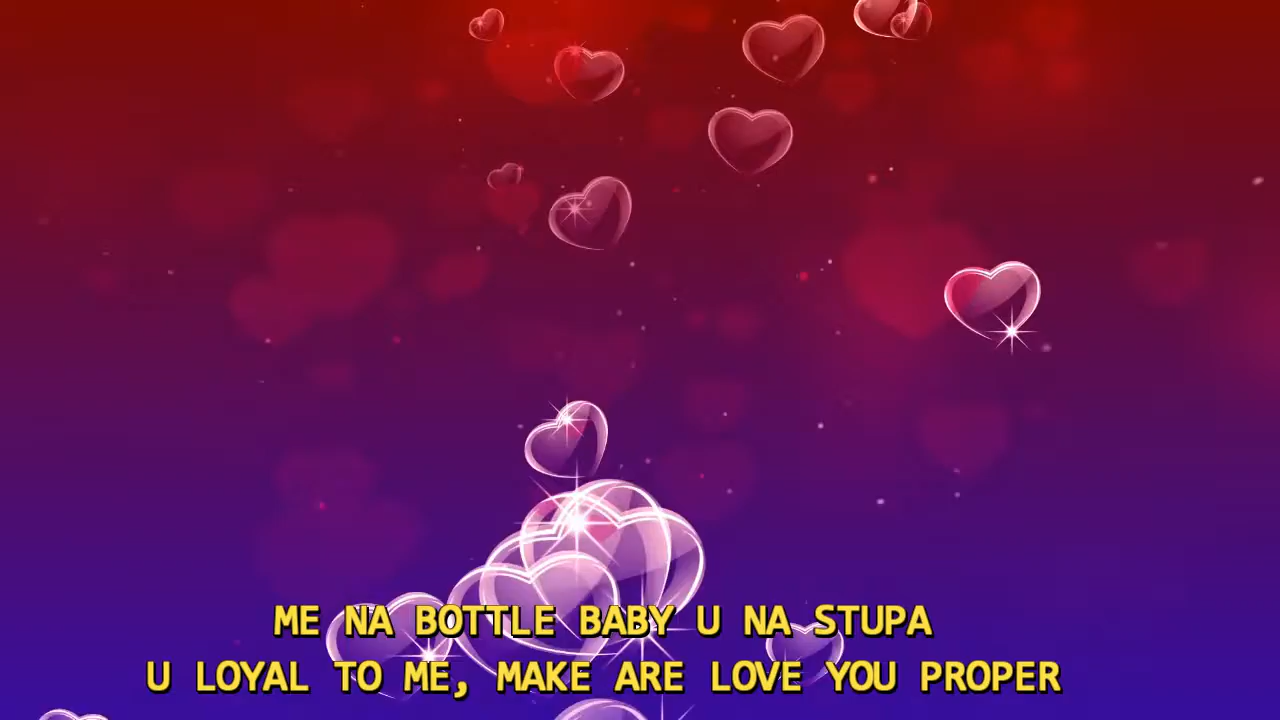 ME NA BOTTLE BABY U NA STUPA
U LOYAL TO ME, MAKE ARE LOVE YOU PROPER